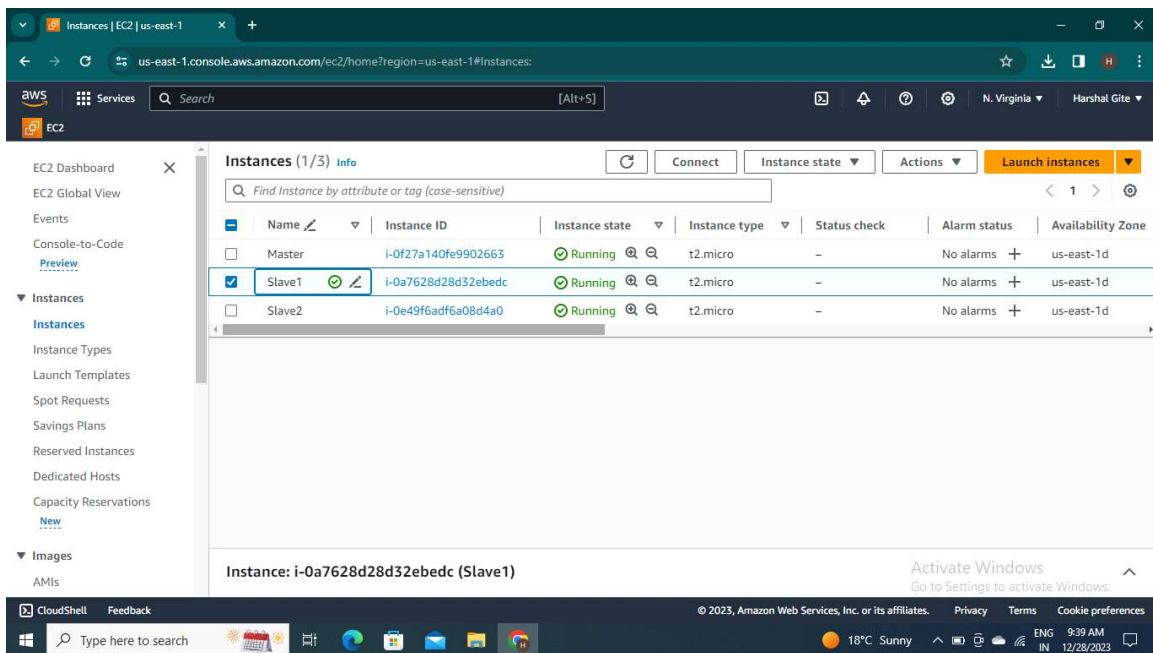 Instances | EC2 | us-east-1
us-east-1.console.aws.amazon.com/ec2/home?region=us-east-1#Instances:
H
aws Services Search [Alt+S] N. Virginia Harshal Gite
EC2
EC2 Dashboard
EC2 Global View
Events
Console-to-Code
Preview
Instances
Instances
Instance Types
Launch Templates
Spot Requests
Savings Plans
Reserved Instances
Dedicated Hosts
Capacity Reservations
New
Images
AMIs
Instances (1/3) Info Connect Instance state Actions Launch instances
Find Instance by attribute or tag (case-sensitive) 1
Name Instance ID Instance state Instance type Status check Alarm status Availability Zone
Master i-0f27a140fe9902663 Running t2.micro – No alarms + us-east-1d
Slave1 i-0a7628d28d32ebedc Running t2.micro – No alarms + us-east-1d
Slave2 i-0e49f6adf6a08d4a0 Running t2.micro – No alarms + us-east-1d
Instance: i-0a7628d28d32ebedc (Slave1)
Activate Windows
Go to Settings to activate Windows.
CloudShell Feedback © 2023, Amazon Web Services, Inc. or its affiliates. Privacy Terms Cookie preferences
Type here to search 18°C Sunny ENG 9:39 AM
IN 12/28/2023